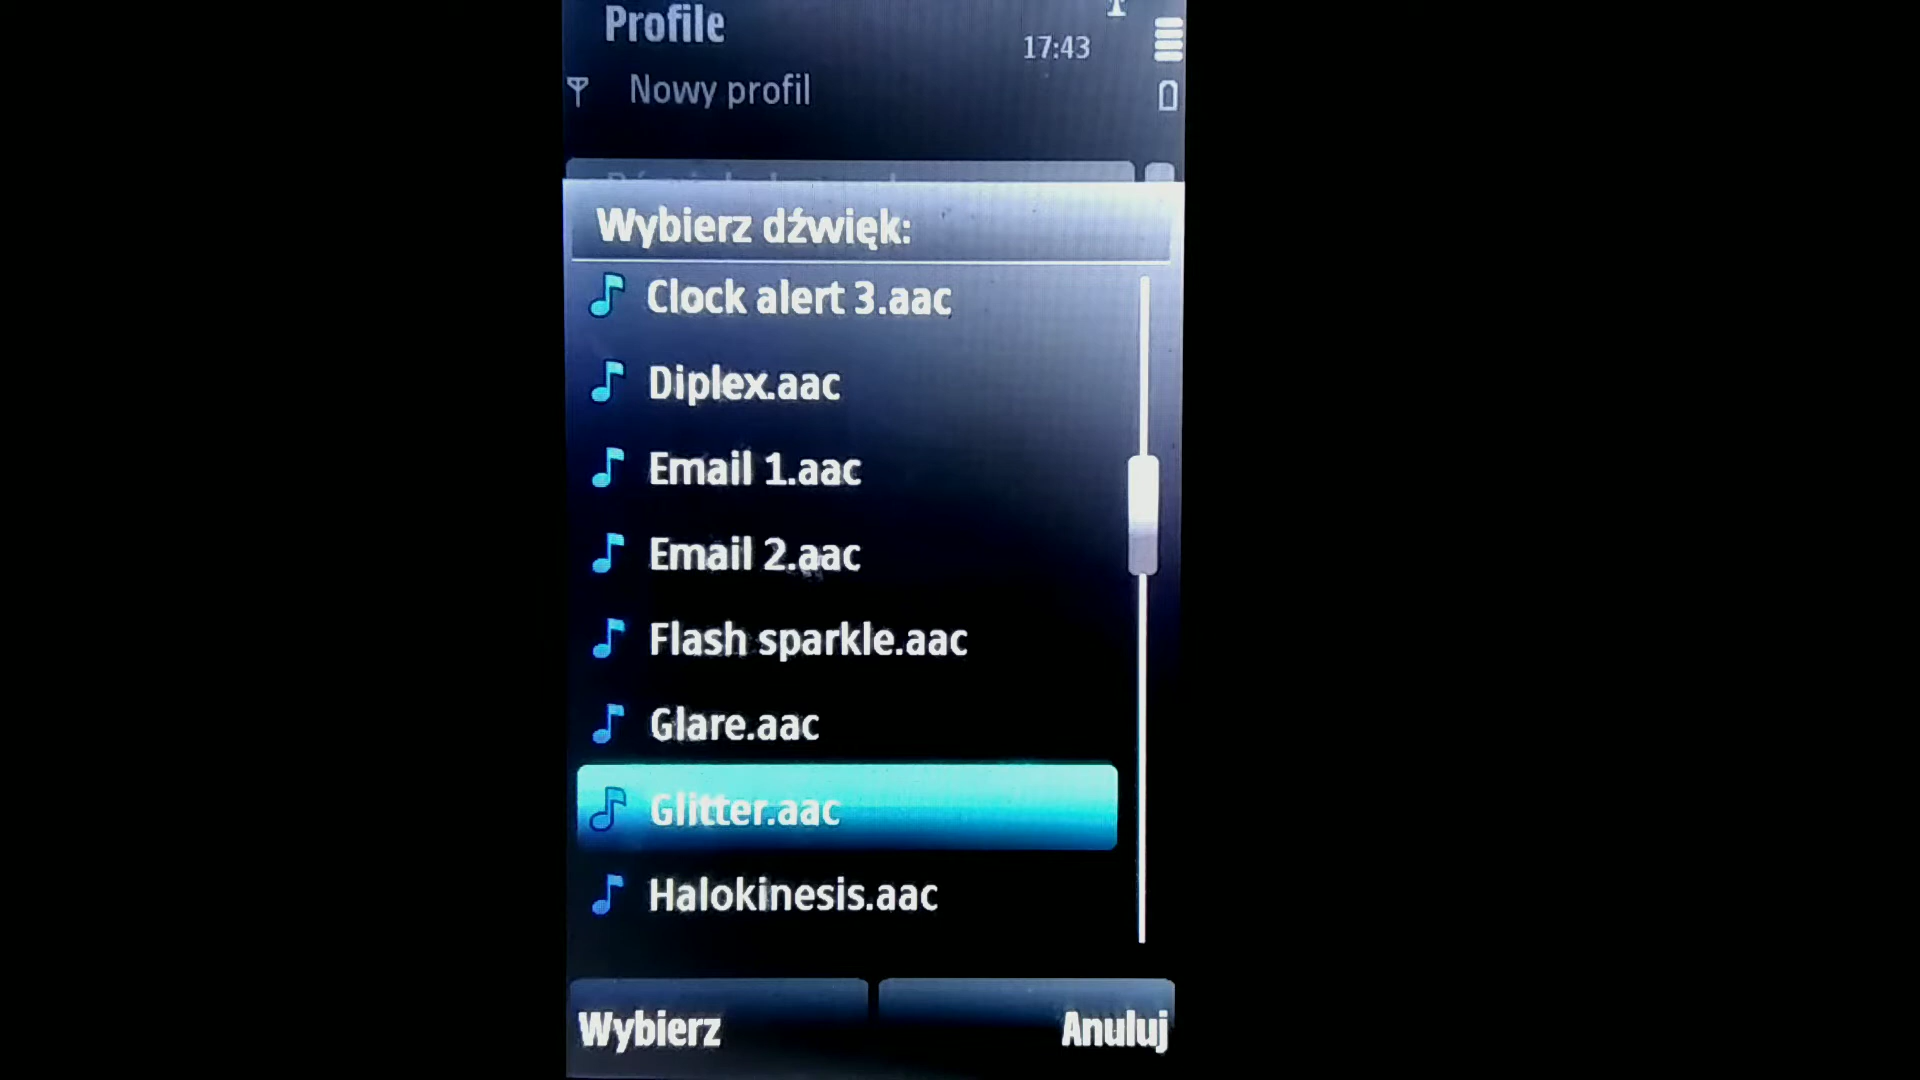 Profile
17:43
Nowy profil
Wybierz dźwięk:
Clock alert 3.aac
Diplex.aac
Email 1.aac
Email 2.aac
Flash sparkle.aac
Glare.aac
Glitter.aac
Halokinesis.aac
Wybierz
Anuluj